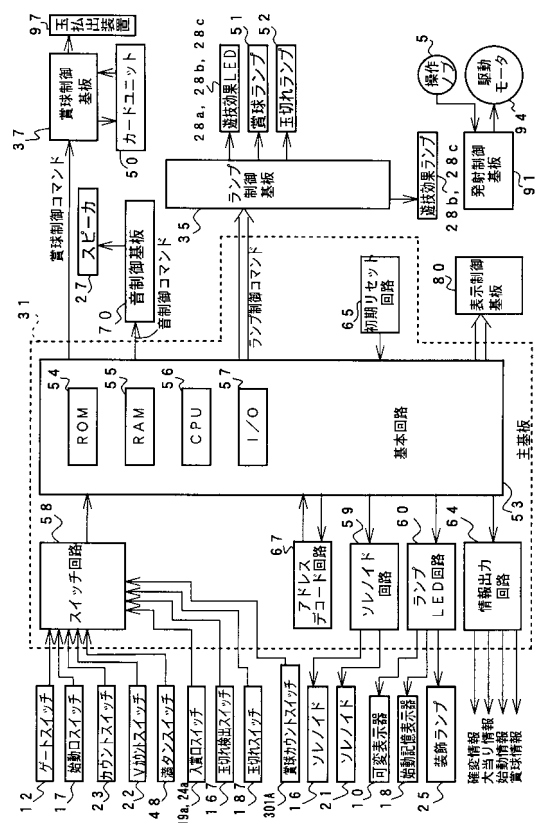 12
ゲートスイッチ
17
始動口スイッチ
23
カウントスイッチ
22
Vカウントスイッチ
48
満タンスイッチ
19a, 24a
入賞口スイッチ
167
玉切れ検出スイッチ
187
玉切れスイッチ
301A
賞球カウントスイッチ
16
ソレノイド
21
ソレノイド
10
可変表示器
18
始動記憶表示器
25
装飾ランプ
確変情報
大当り情報
始動情報
賞球情報
58
スイッチ回路
67
アドレス
デコード回路
59
ソレノイド
回路
60
ランプ
LED回路
64
情報出力
回路
31
54
ROM
55
RAM
56
CPU
57
I/O
基本回路
53
主基板
65
初期リセット
回路
賞球制御コマンド
27
スピーカ
70
音制御基板
音制御コマンド
ランプ制御コマンド
80
表示制御
基板
97
玉払出装置
37
賞球制御
基板
50
カードユニット
35
ランプ
制御
基板
28a, 28b, 28c
遊技効果LED
51
賞球ランプ
52
玉切れランプ
遊技効果ランプ
28b, 28c
5
操作
ノブ
駆動
モータ
94
91
発射制御
基板